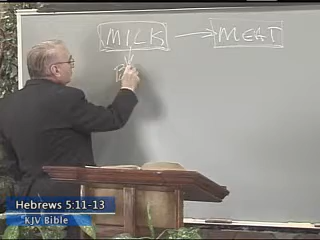 MILK → MEAT
Hebrews 5:11-13
KJV Bible